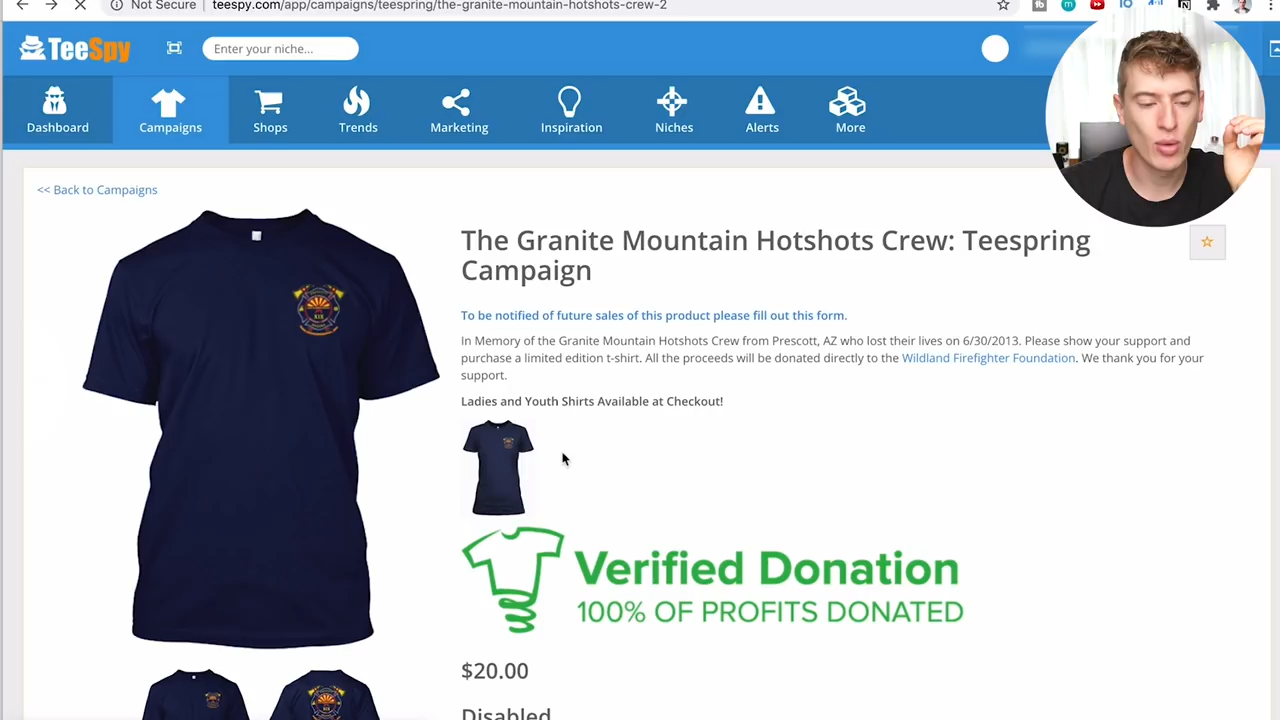 Not Secure
teespy.com/app/campaigns/teespring/the-granite-mountain-hotshots-crew-2
TeeSpy
Enter your niche...
Dashboard
Campaigns
Shops
Trends
Marketing
Inspiration
Niches
Alerts
More
<< Back to Campaigns
The Granite Mountain Hotshots Crew: Teespring
Campaign
To be notified of future sales of this product please fill out this form.
In Memory of the Granite Mountain Hotshots Crew from Prescott, AZ who lost their lives on 6/30/2013. Please show your support and
purchase a limited edition t-shirt. All the proceeds will be donated directly to the Wildland Firefighter Foundation. We thank you for your
support.
Ladies and Youth Shirts Available at Checkout!
Verified Donation
100% OF PROFITS DONATED
$20.00
Disabled